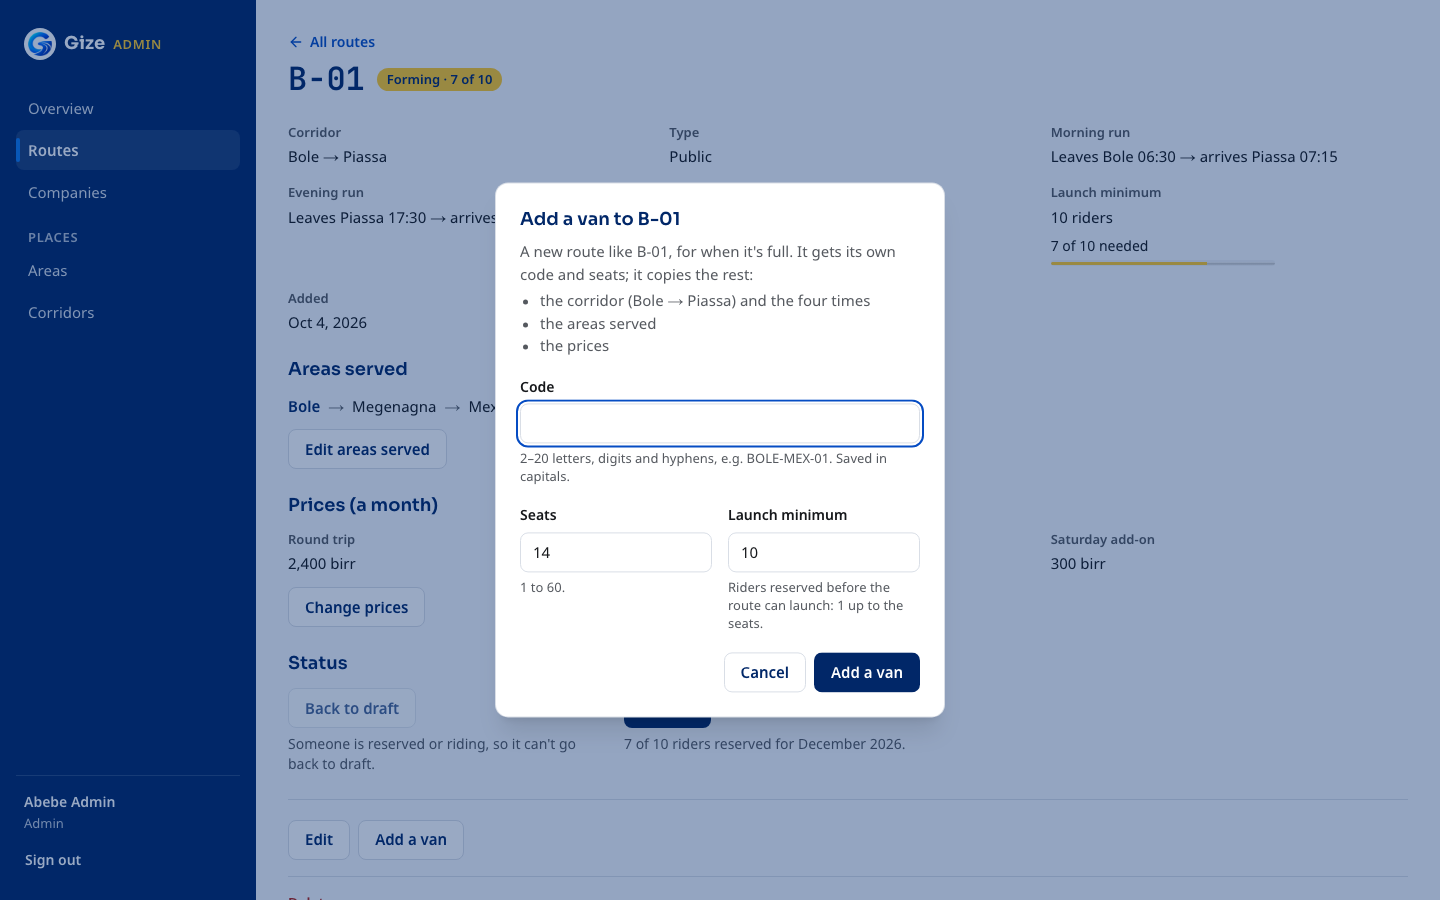 Gize ADMIN
Overview
Routes
Companies
PLACES
Areas
Corridors
Abebe Admin
Admin
Sign out
← All routes
B-01 Forming · 7 of 10
Corridor
Bole → Piassa
Type
Public
Morning run
Leaves Bole 06:30 → arrives Piassa 07:15
Evening run
Leaves Piassa 17:30 → arrives
Launch minimum
10 riders
7 of 10 needed
Added
Oct 4, 2026
Areas served
Bole → Megenagna → Mex
Edit areas served
Prices (a month)
Round trip
2,400 birr
Saturday add-on
300 birr
Change prices
Status
Back to draft
Someone is reserved or riding, so it can't go
back to draft.
7 of 10 riders reserved for December 2026.
Edit
Add a van
Add a van to B-01
A new route like B-01, for when it's full. It gets its own
code and seats; it copies the rest:
• the corridor (Bole → Piassa) and the four times
• the areas served
• the prices
Code
2–20 letters, digits and hyphens, e.g. BOLE-MEX-01. Saved in
capitals.
Seats
14
1 to 60.
Launch minimum
10
Riders reserved before the
route can launch: 1 up to the
seats.
Cancel
Add a van